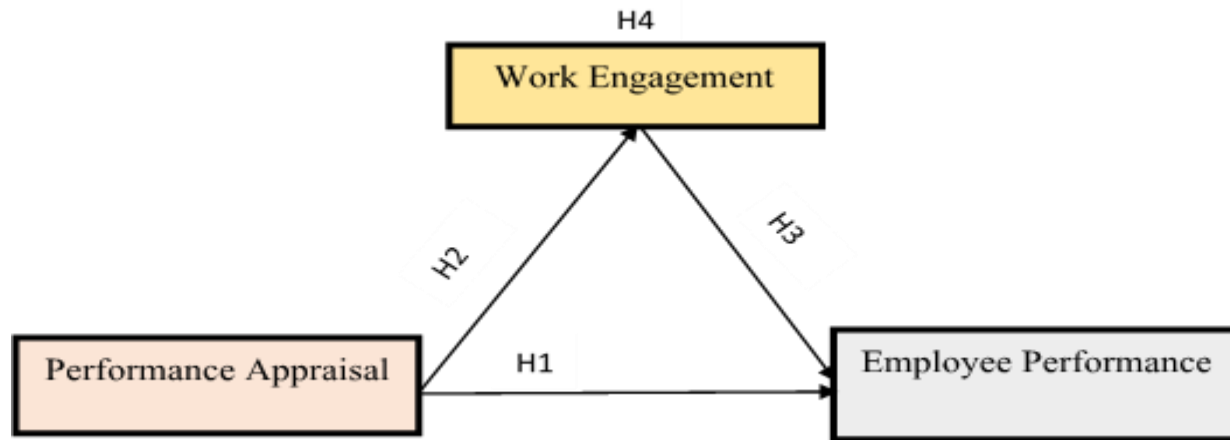 H4
Work Engagement
H2
H3
H1
Performance Appraisal
Employee Performance